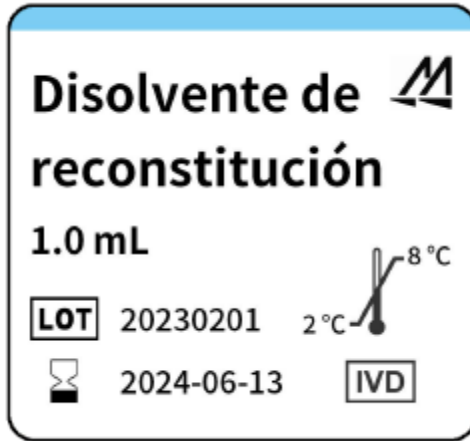 Disolvente de
reconstitución
1.0 mL
8 °C
LOT 20230201
2 °C
2024-06-13
IVD